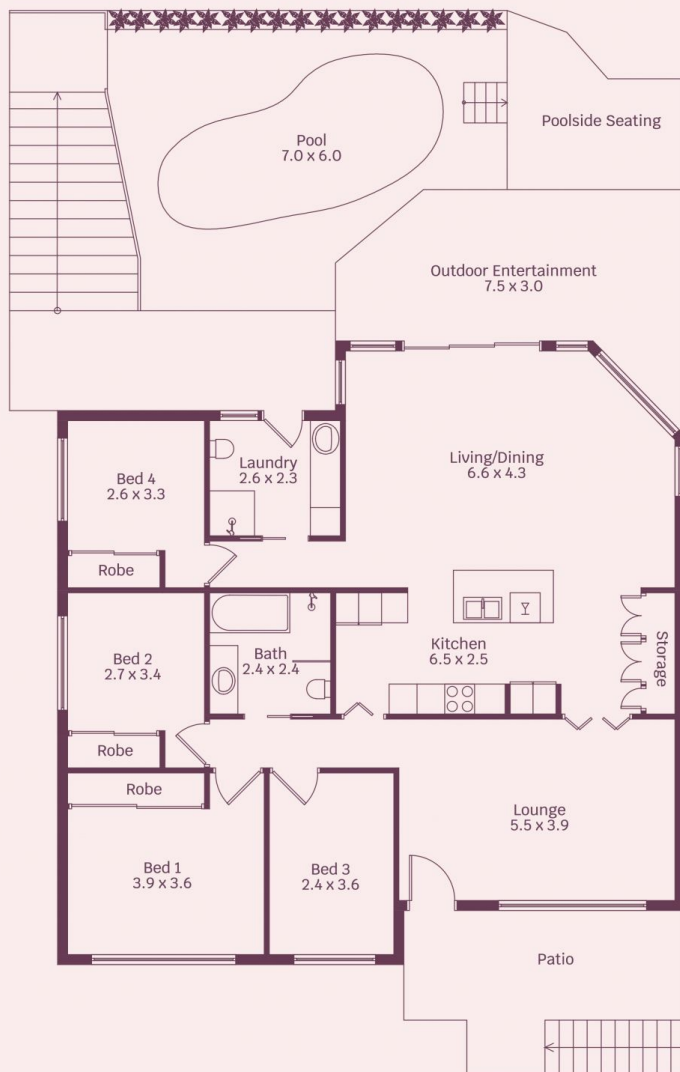 Pool
7.0 x 6.0
Poolside Seating
Outdoor Entertainment
7.5 x 3.0
Living/Dining
6.6 x 4.3
Laundry
2.6 x 2.3
Bed 4
2.6 x 3.3
Robe
Kitchen
6.5 x 2.5
Storage
Bath
2.4 x 2.4
Bed 2
2.7 x 3.4
Robe
Robe
Lounge
5.5 x 3.9
Bed 1
3.9 x 3.6
Bed 3
2.4 x 3.6
Patio